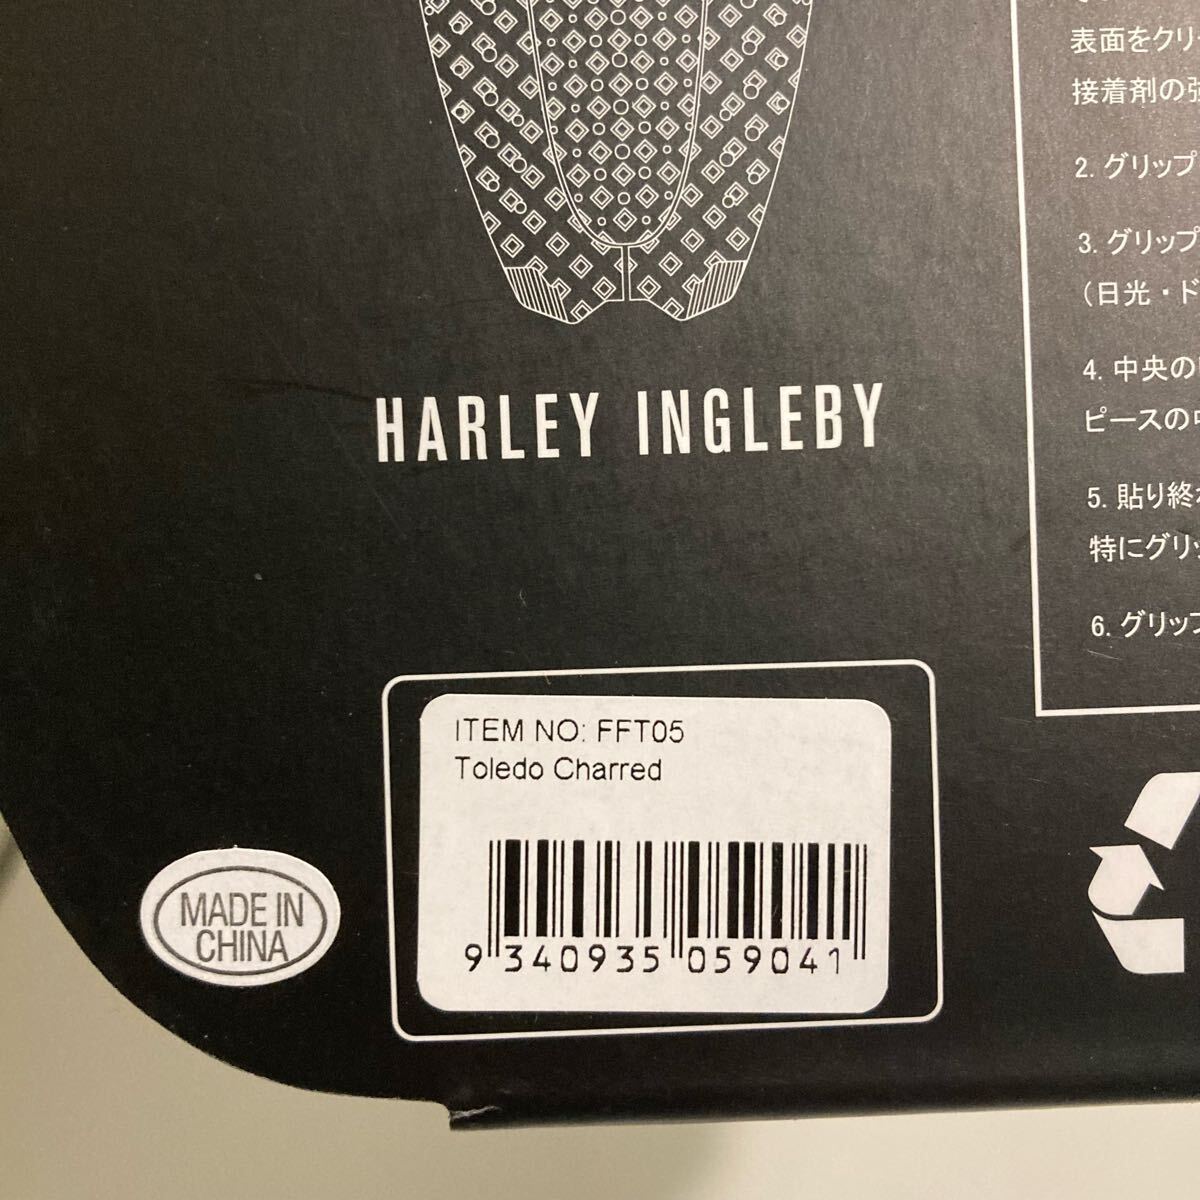 HARLEY INGLEBY
ITEM NO: FFT05
Toledo Charred
9 340935 059041
MADE IN
CHINA
表面をクリ
接着剤の強
2. グリップ
3. グリップ
（日光・ド
4. 中央の
ピースの中
5. 貼り終わ
特にグリッ
6. グリップ